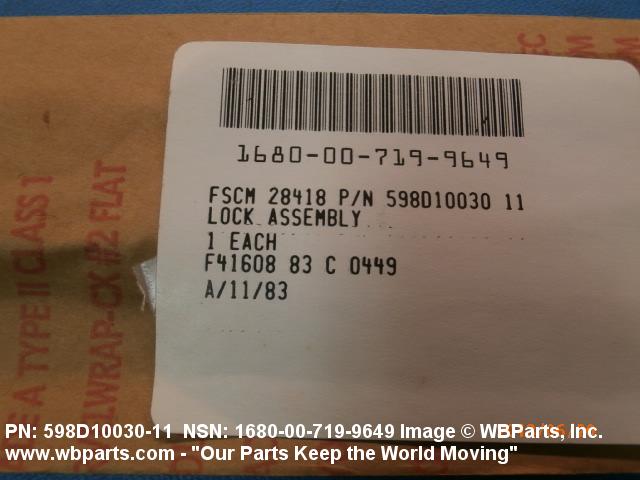 1680-00-719-9649
FSCM 28418 P/N 598D10030 11
LOCK ASSEMBLY
1 EACH
F41608 83 C 0449
A/11/83
A TYPE II CLASS 1
WRAP-CX #2 FLAT
PN: 598D10030-11 NSN: 1680-00-719-9649 Image © WBParts, Inc.
www.wbparts.com - "Our Parts Keep the World Moving"